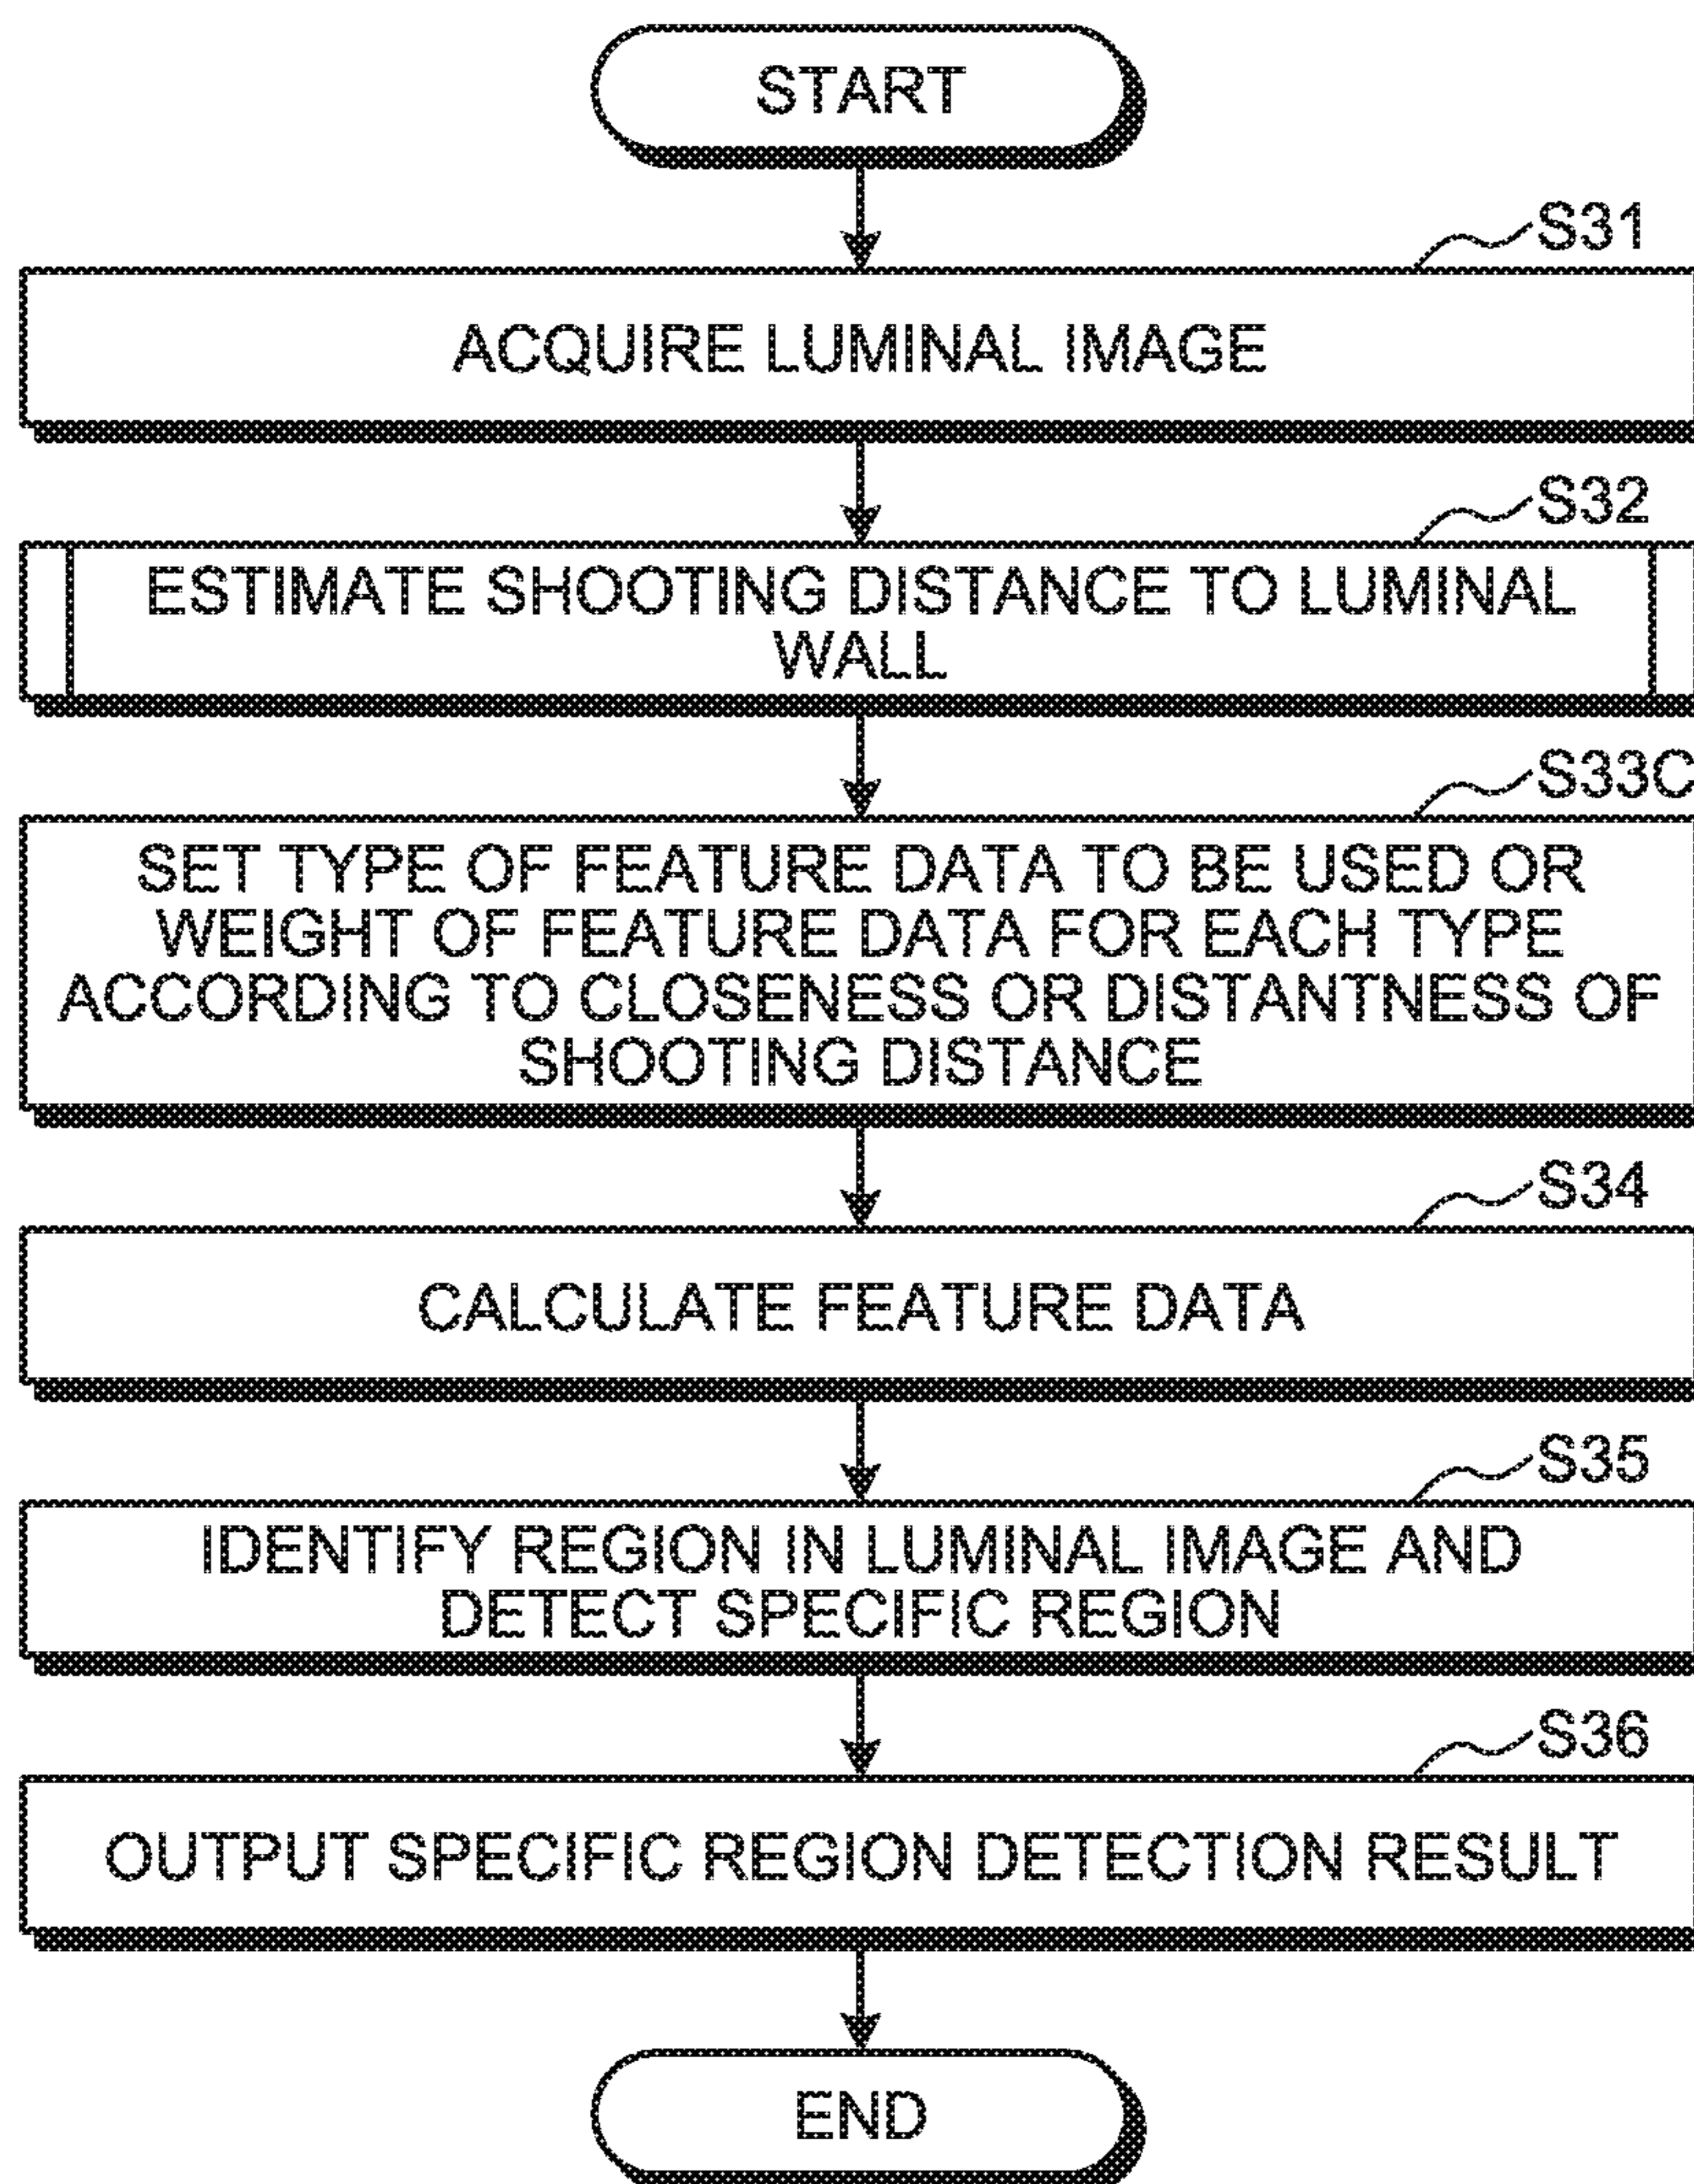 START
S31
ACQUIRE LUMINAL IMAGE
S32
ESTIMATE SHOOTING DISTANCE TO LUMINAL
WALL
S33C
SET TYPE OF FEATURE DATA TO BE USED OR
WEIGHT OF FEATURE DATA FOR EACH TYPE
ACCORDING TO CLOSENESS OR DISTANTNESS OF
SHOOTING DISTANCE
S34
CALCULATE FEATURE DATA
S35
IDENTIFY REGION IN LUMINAL IMAGE AND
DETECT SPECIFIC REGION
S36
OUTPUT SPECIFIC REGION DETECTION RESULT
END